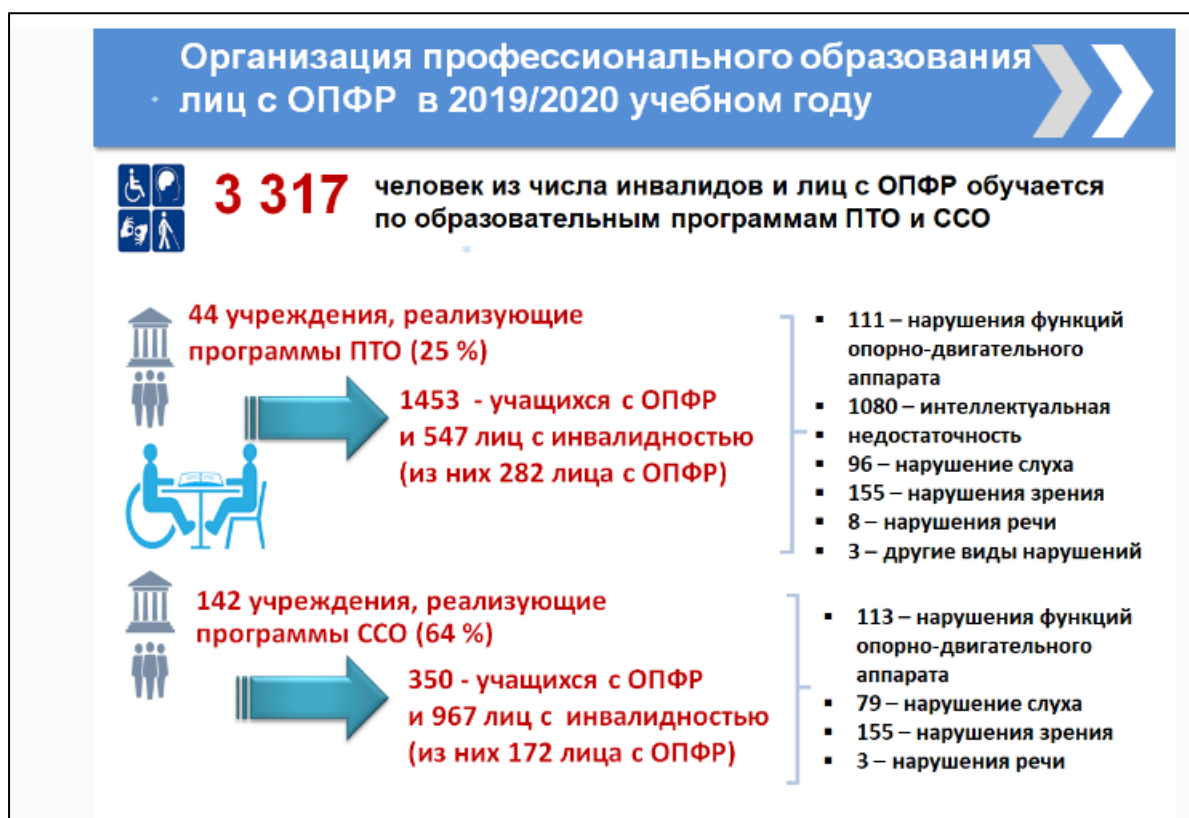 Организация профессионального образования
лиц с ОПФР в 2019/2020 учебном году
3 317
человек из числа инвалидов и лиц с ОПФР обучается
по образовательным программам ПТО и ССО
44 учреждения, реализующие
программы ПТО (25 %)
1453 - учащихся с ОПФР
и 547 лиц с инвалидностью
(из них 282 лица с ОПФР)
111 – нарушения функций
опорно-двигательного
аппарата
1080 – интеллектуальная
недостаточность
96 – нарушение слуха
155 – нарушения зрения
8 – нарушения речи
3 – другие виды нарушений
142 учреждения, реализующие
программы ССО (64 %)
350 - учащихся с ОПФР
и 967 лиц с инвалидностью
(из них 172 лица с ОПФР)
113 – нарушения функций
опорно-двигательного
аппарата
79 – нарушение слуха
155 – нарушения зрения
3 – нарушения речи